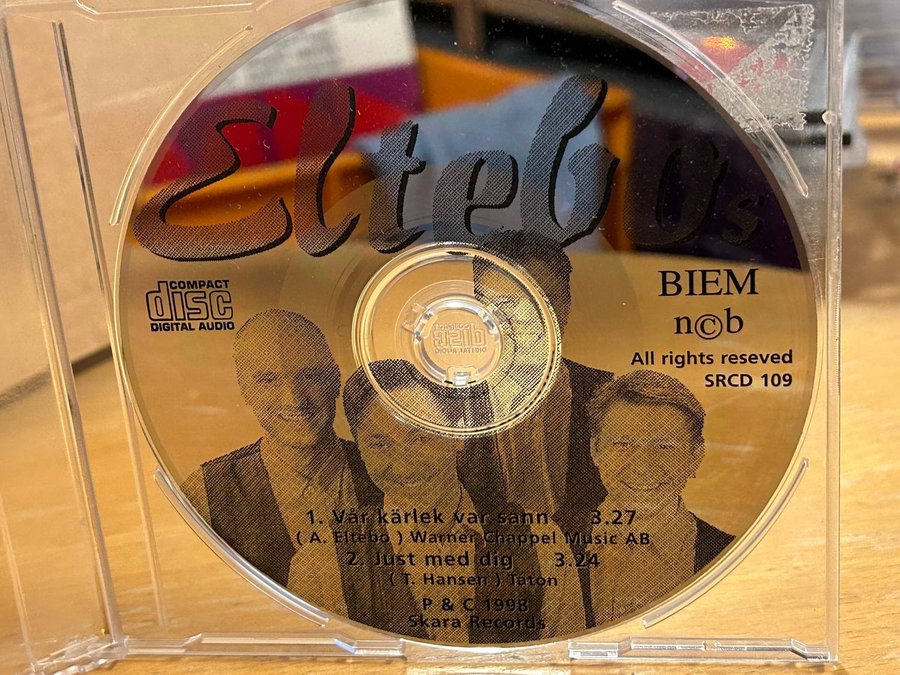 Eltebos
COMPACT
disc
DIGITAL AUDIO
BIEM
n©b
All rights reseved
SRCD 109
1. Vår kärlek var sann 3.27
( A. Eltebo ) Warner Chappel Music AB
2. Just med dig 3.24
( T. Hansen ) Taton
P & C 1998
Skara Records